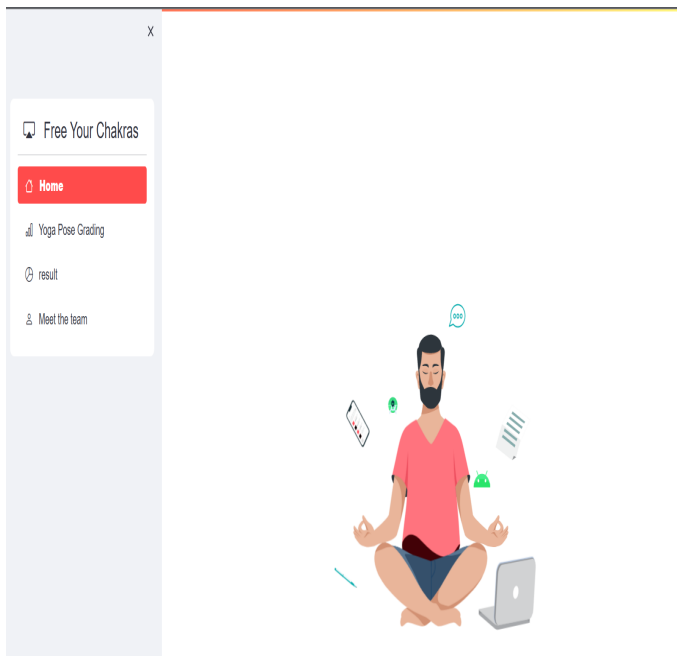 Free Your Chakras
Home
Yoga Pose Grading
result
Meet the team